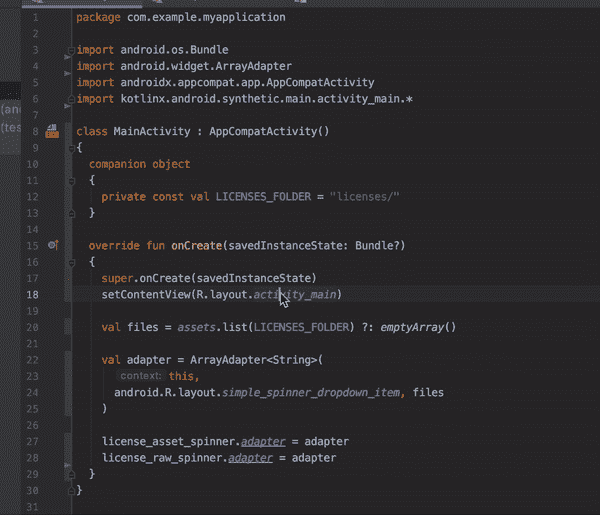 1 package com.example.myapplication
2
3 import android.os.Bundle
4 import android.widget.ArrayAdapter
5 import androidx.appcompat.app.AppCompatActivity
6 import kotlinx.android.synthetic.main.activity_main.*
7
8 class MainActivity : AppCompatActivity()
9 {
10 companion object
11 {
12 private const val LICENSES_FOLDER = "licenses/"
13 }
14
15 override fun onCreate(savedInstanceState: Bundle?)
16 {
17 super.onCreate(savedInstanceState)
18 setContentView(R.layout.activity_main)
19
20 val files = assets.list(LICENSES_FOLDER) ?: emptyArray()
21
22 val adapter = ArrayAdapter<String>(
23 context: this,
24 android.R.layout.simple_spinner_dropdown_item, files
25 )
26
27 license_asset_spinner.adapter = adapter
28 license_raw_spinner.adapter = adapter
29 }
30 }
31
(an
(tes